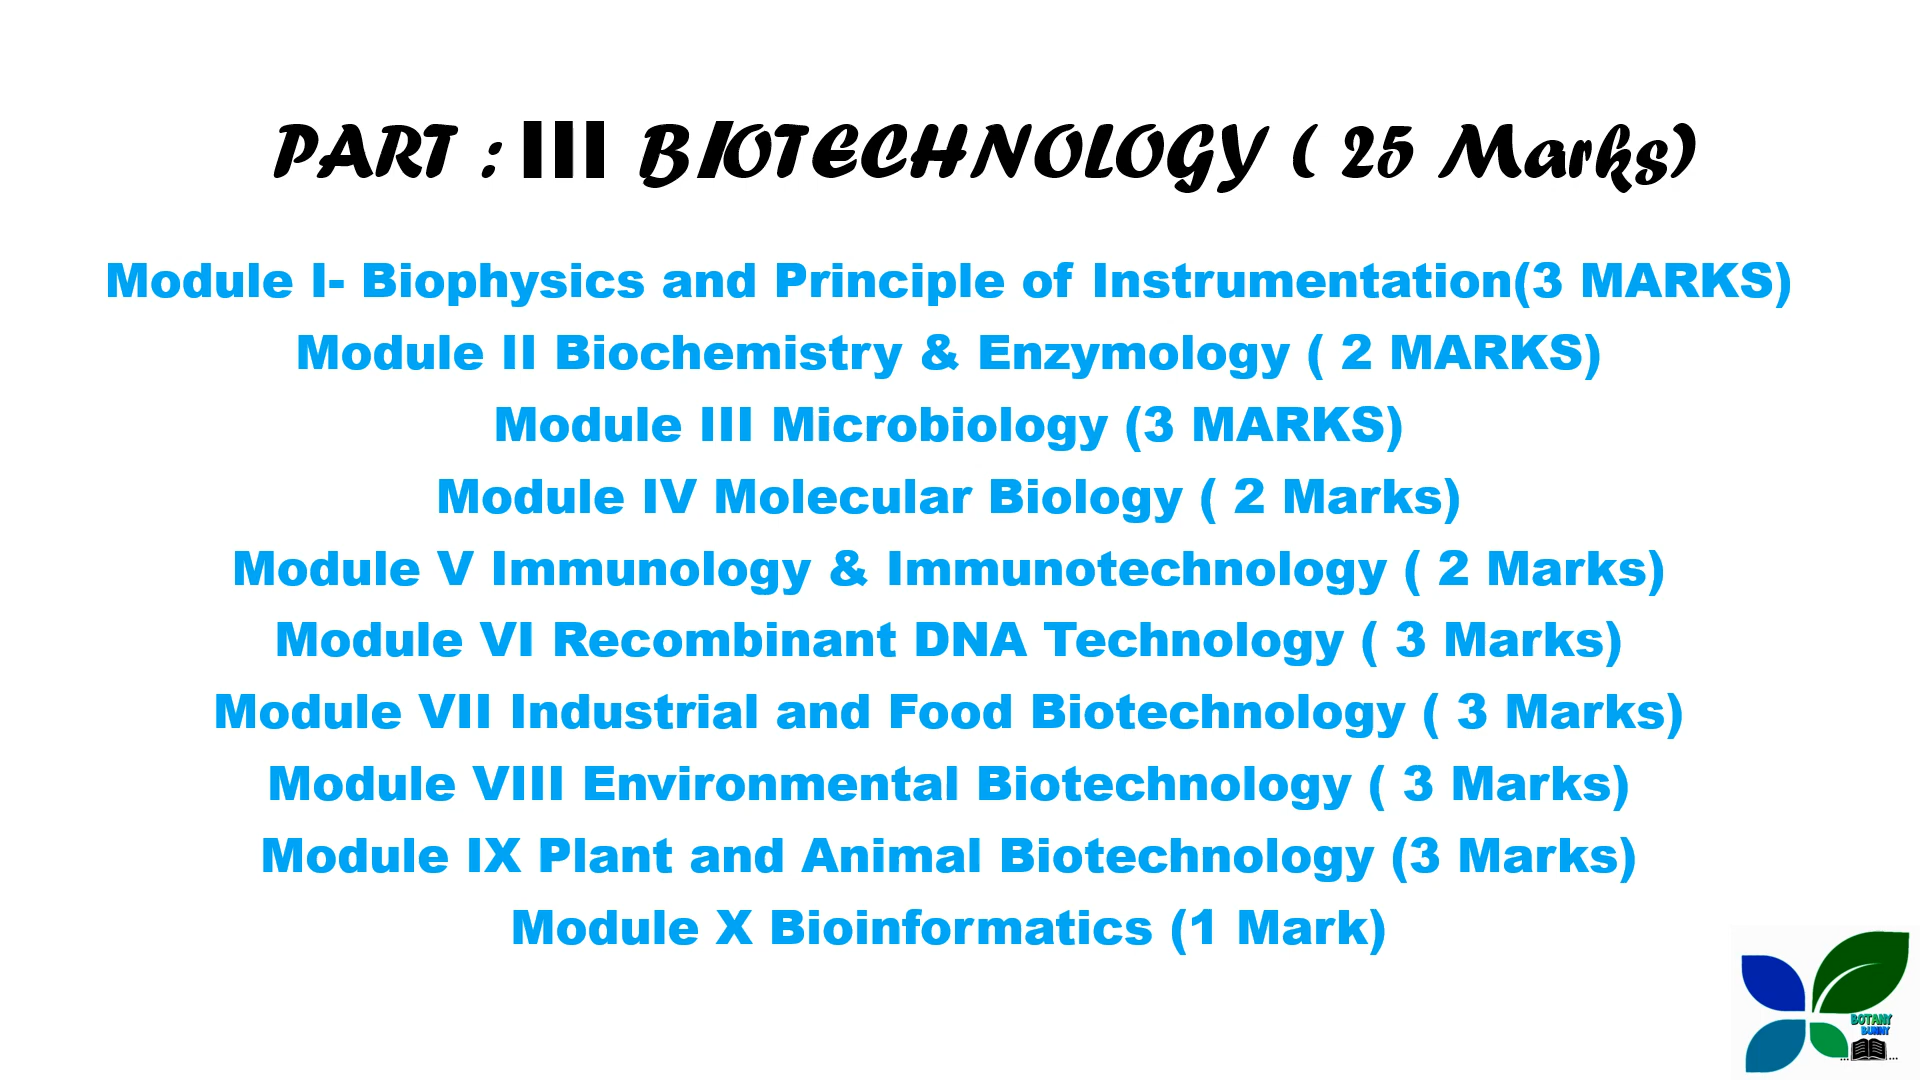 PART : III BIOTECHNOLOGY ( 25 Marks)
Module I- Biophysics and Principle of Instrumentation(3 MARKS)
Module II Biochemistry & Enzymology ( 2 MARKS)
Module III Microbiology (3 MARKS)
Module IV Molecular Biology ( 2 Marks)
Module V Immunology & Immunotechnology ( 2 Marks)
Module VI Recombinant DNA Technology ( 3 Marks)
Module VII Industrial and Food Biotechnology ( 3 Marks)
Module VIII Environmental Biotechnology ( 3 Marks)
Module IX Plant and Animal Biotechnology (3 Marks)
Module X Bioinformatics (1 Mark)
BOTANY
BUNNY